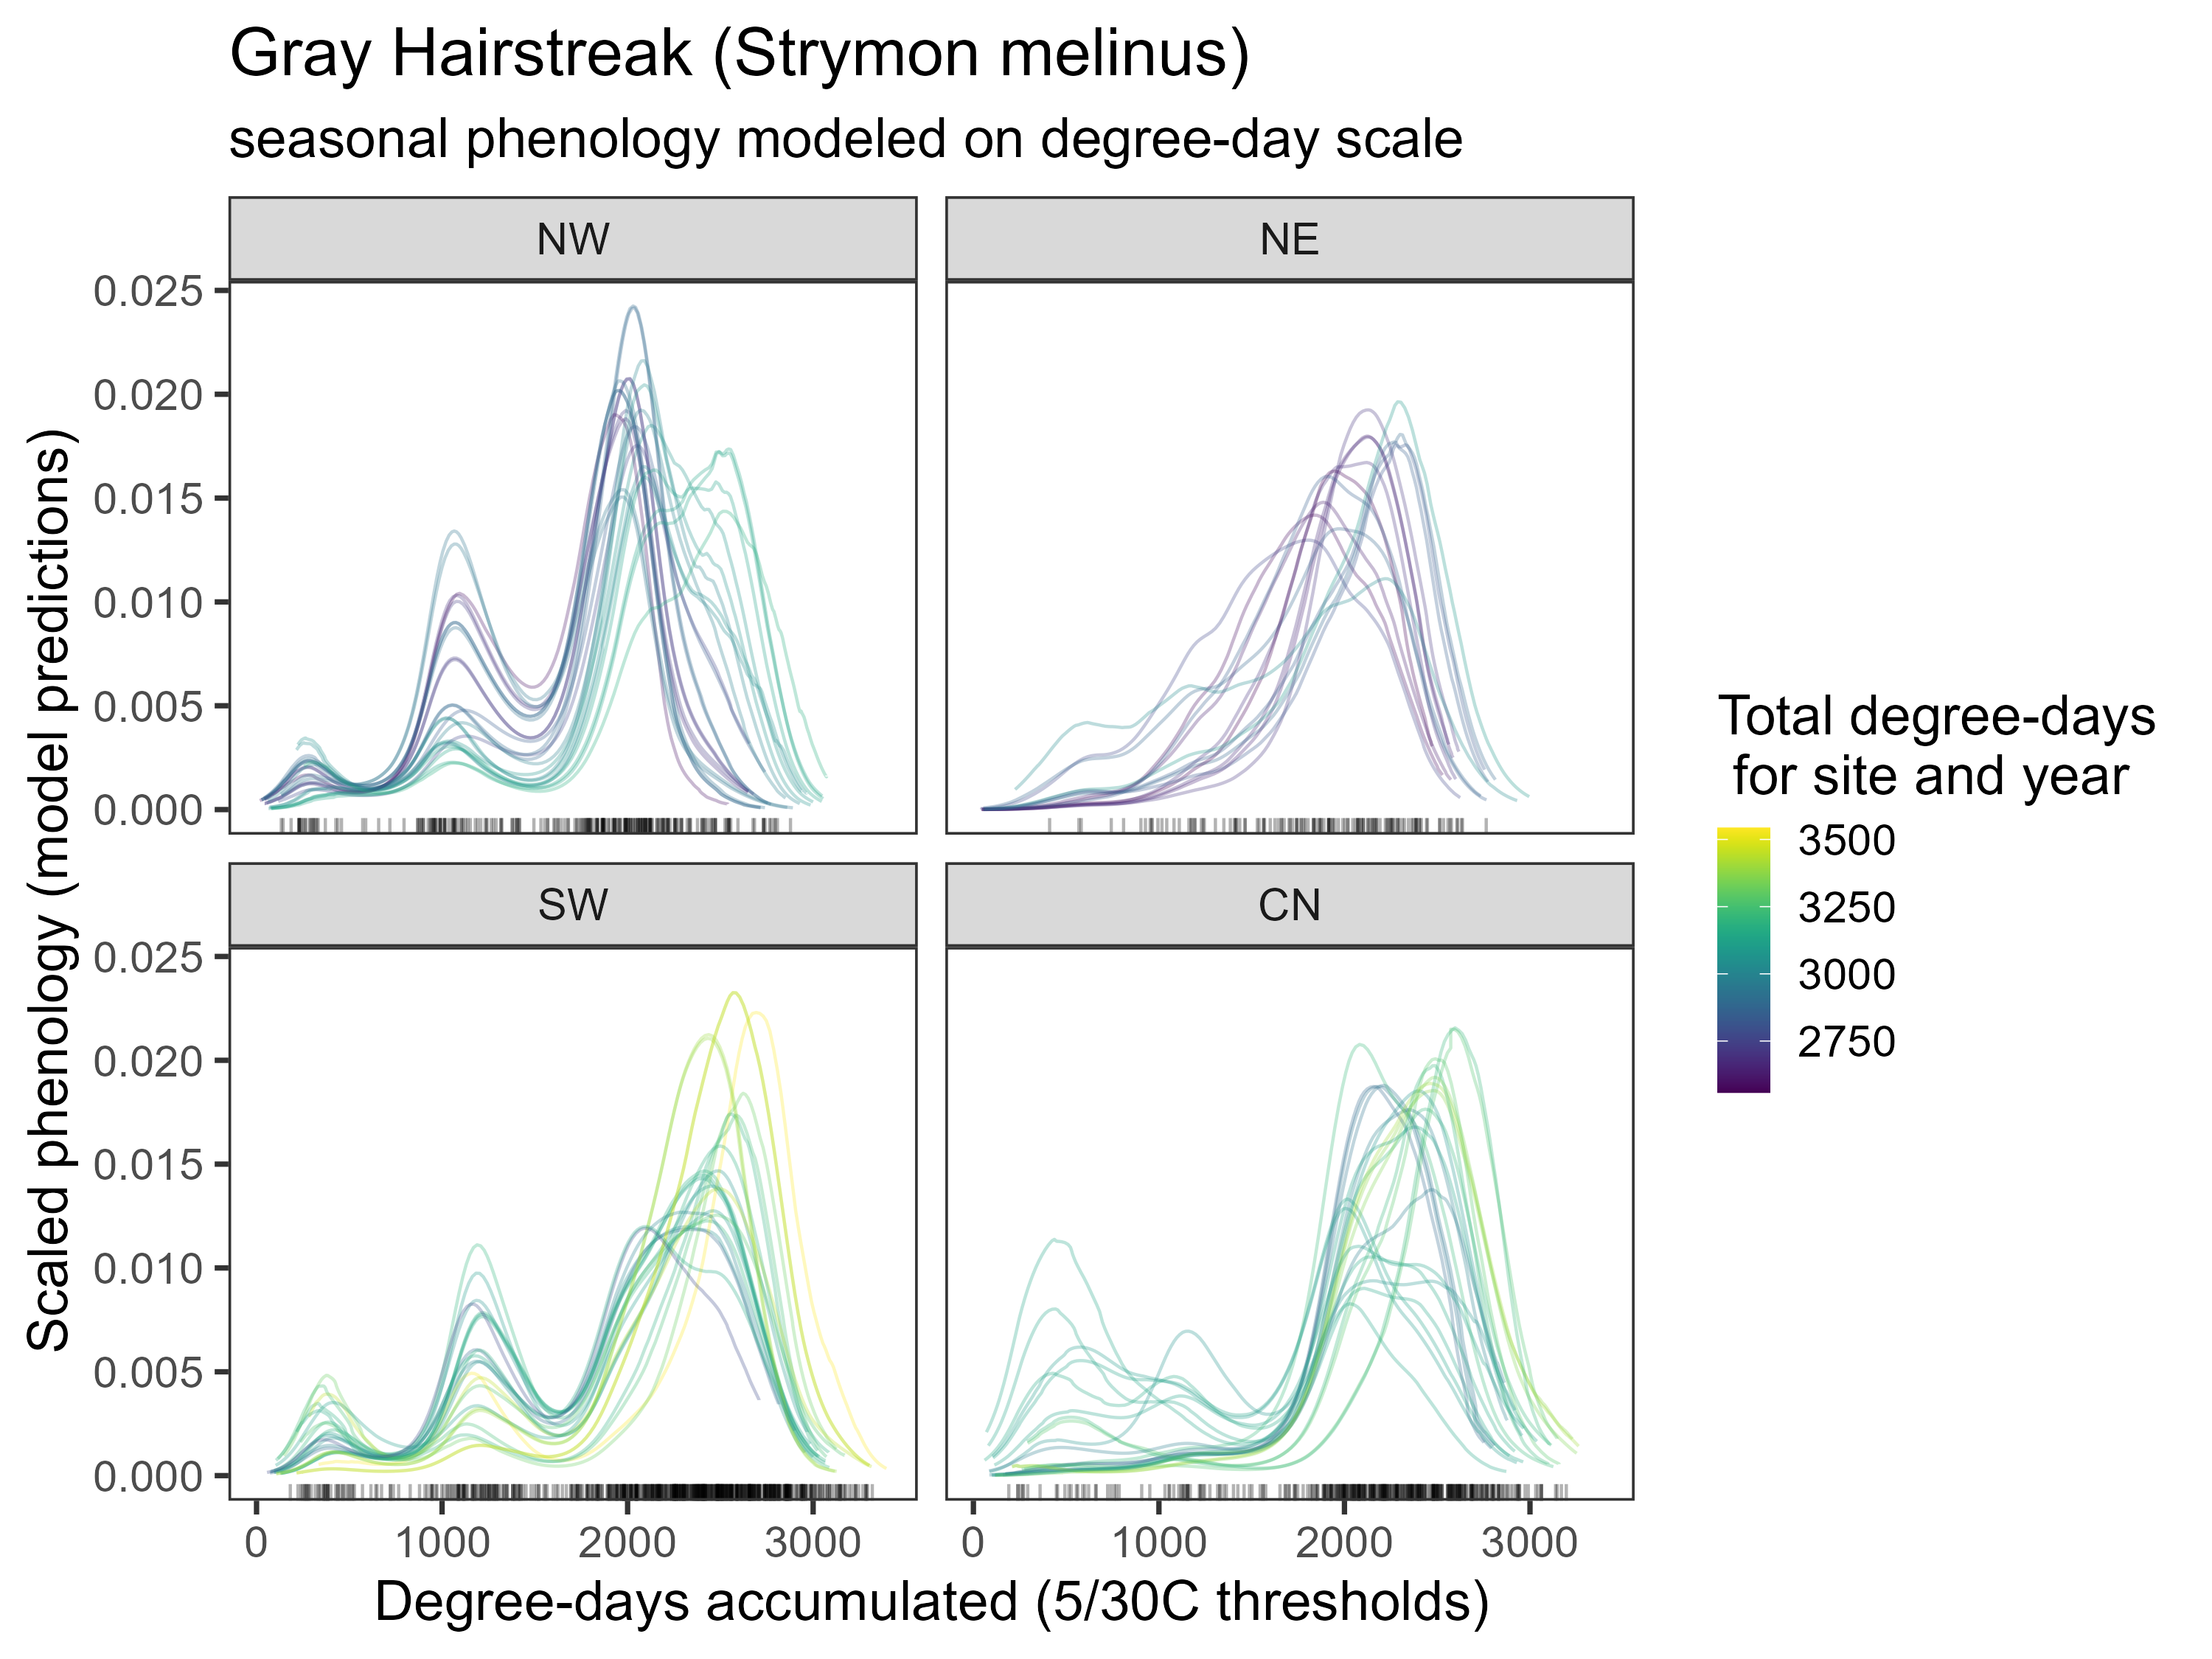 Gray Hairstreak (Strymon melinus)
seasonal phenology modeled on degree-day scale
NW
NE
0.025
0.020
0.015
0.010
0.005
0.000
SW
CN
0.025
0.020
0.015
0.010
0.005
0.000
0
1000
2000
3000
0
1000
2000
3000
Degree-days accumulated (5/30C thresholds)
Scaled phenology (model predictions)
Total degree-days
for site and year
3500
3250
3000
2750